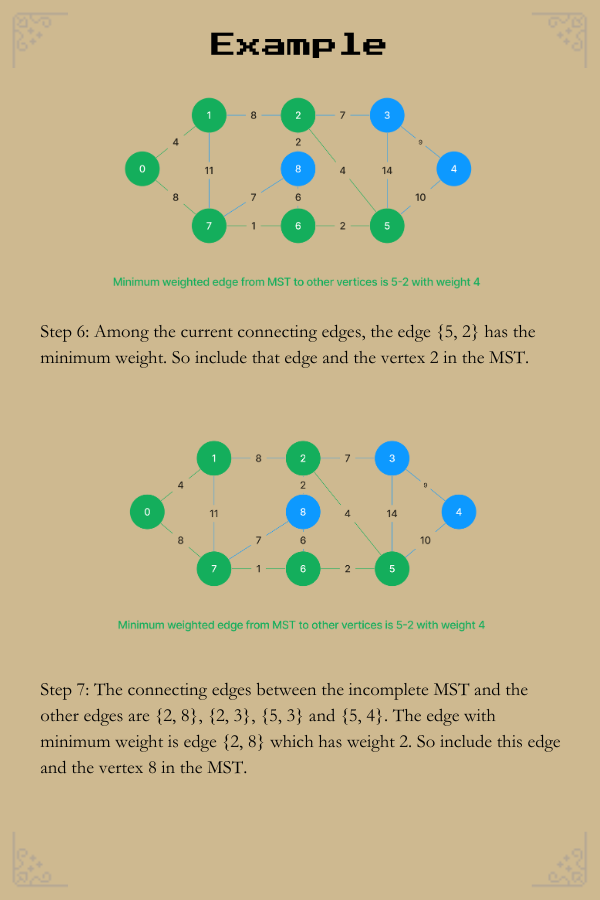 Example
1 8 2 7 3
4 2 9
0 11 8 4 14 4
8 7 6 10
7 1 6 2 5
Minimum weighted edge from MST to other vertices is 5-2 with weight 4
Step 6: Among the current connecting edges, the edge {5, 2} has the
minimum weight. So include that edge and the vertex 2 in the MST.
1 8 2 7 3
4 2 9
0 11 8 4 14 4
8 7 6 10
7 1 6 2 5
Minimum weighted edge from MST to other vertices is 5-2 with weight 4
Step 7: The connecting edges between the incomplete MST and the
other edges are {2, 8}, {2, 3}, {5, 3} and {5, 4}. The edge with
minimum weight is edge {2, 8} which has weight 2. So include this edge
and the vertex 8 in the MST.